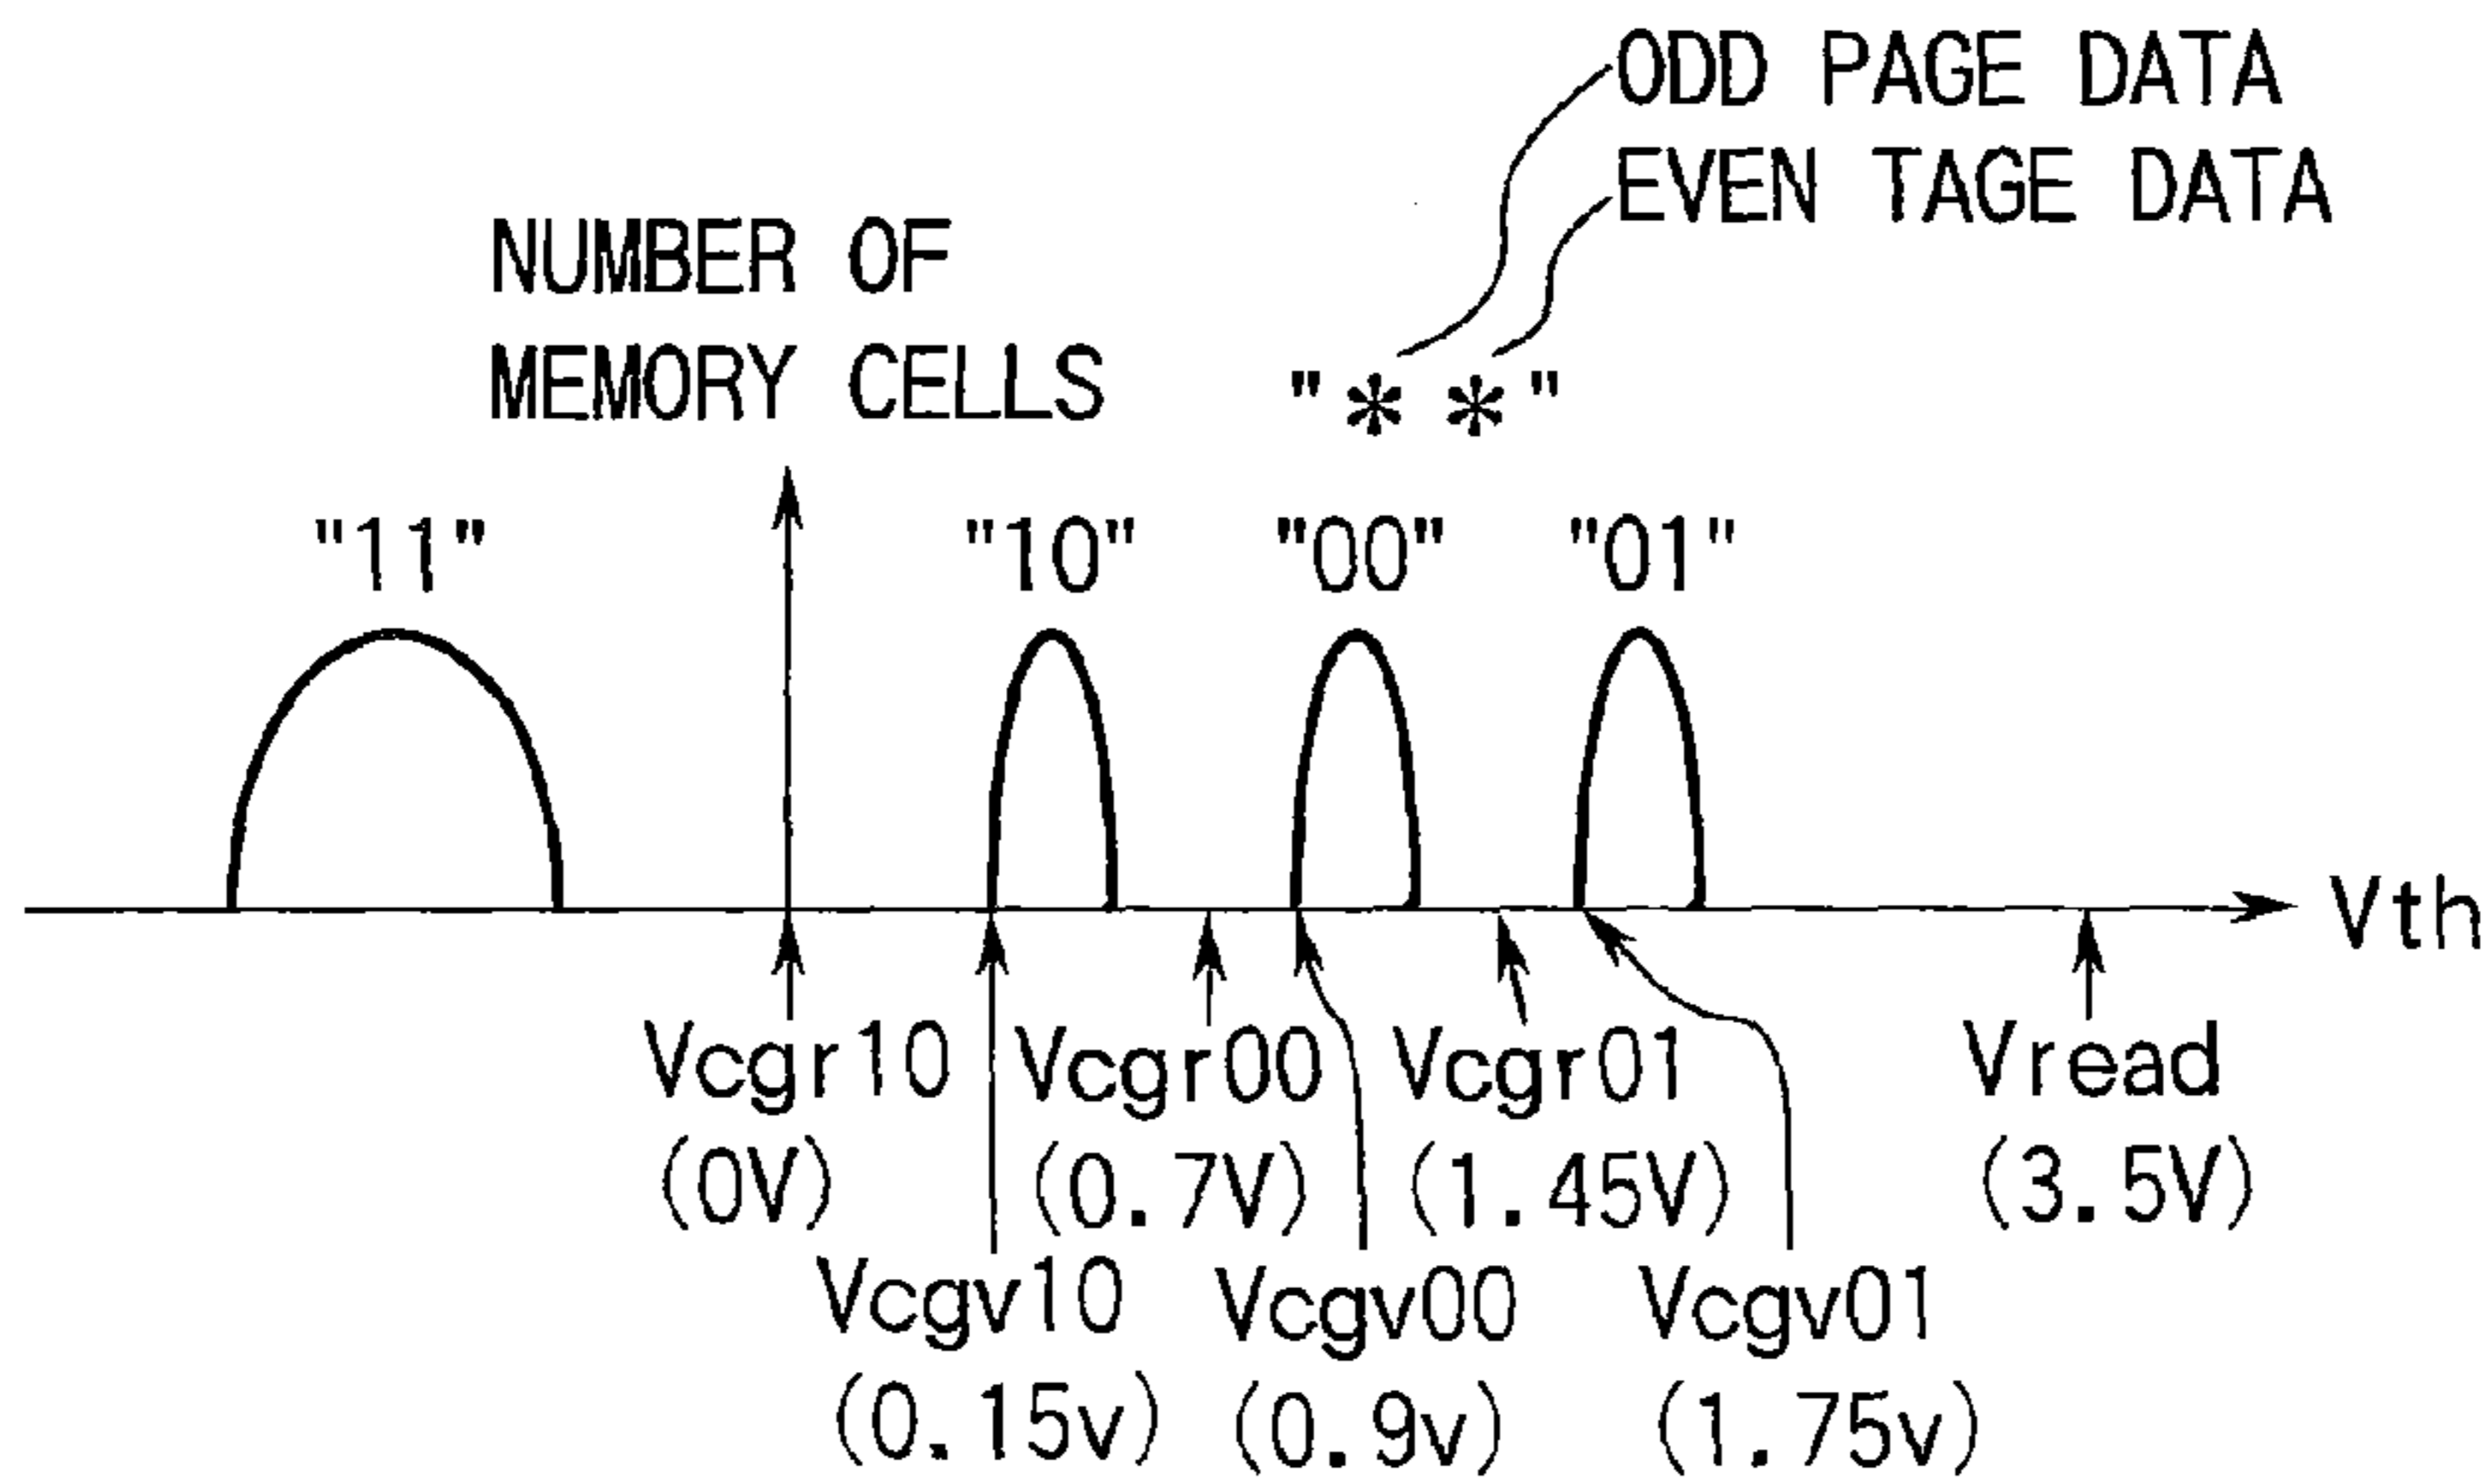 ODD PAGE DATA
EVEN TAGE DATA
NUMBER OF
MEMORY CELLS
"＊＊"
"11" "10" "00" "01"
Vth
Vcgr10 Vcgr00 Vcgr01 Vread
(0V) (0.7V) (1.45V) (3.5V)
Vcgv10 Vcgv00 Vcgv01
(0.15v) (0.9v) (1.75v)